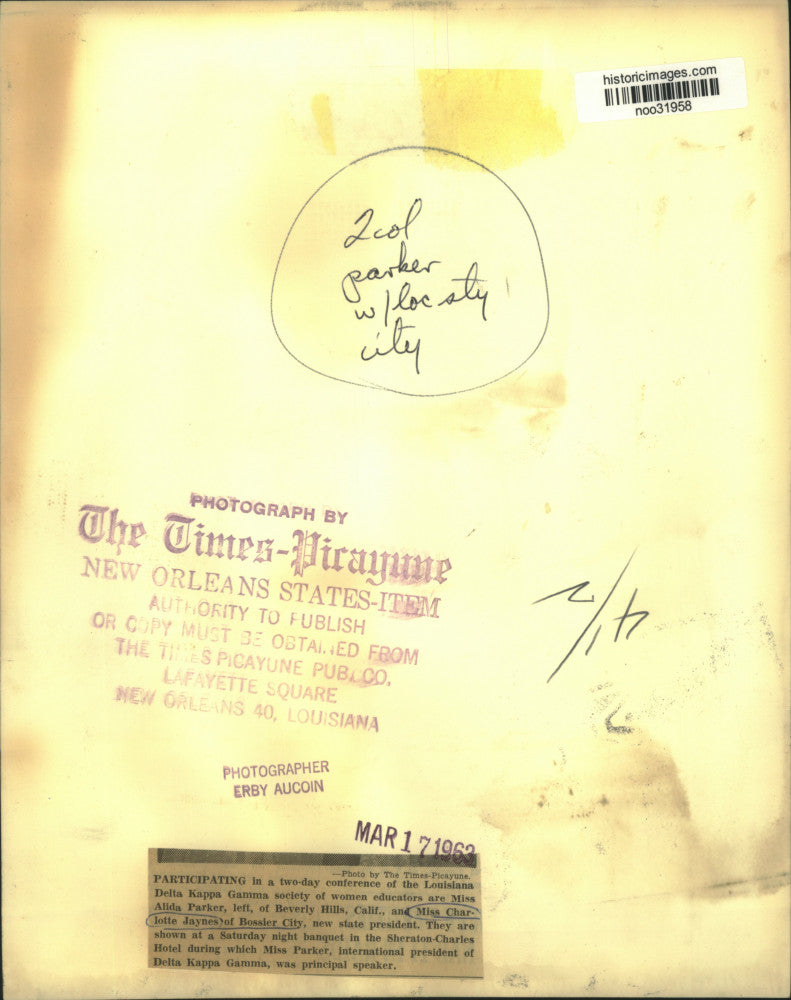 historicimages.com
noo31958
2 col
parker
w/loc sty
city
PHOTOGRAPH BY
The Times-Picayune
NEW ORLEANS STATES-ITEM
AUTHORITY TO PUBLISH
OR COPY MUST BE OBTAINED FROM
THE TIMES PICAYUNE PUB. CO.
LAFAYETTE SQUARE
NEW ORLEANS 40, LOUISIANA
PHOTOGRAPHER
ERBY AUCOIN
MAR 17 1963
—Photo by The Times-Picayune.
PARTICIPATING in a two-day conference of the Louisiana
Delta Kappa Gamma society of women educators are Miss
Alida Parker, left, of Beverly Hills, Calif., and Miss Char-
lotte Jaynes of Bossier City, new state president. They are
shown at a Saturday night banquet in the Sheraton-Charles
Hotel during which Miss Parker, international president of
Delta Kappa Gamma, was principal speaker.